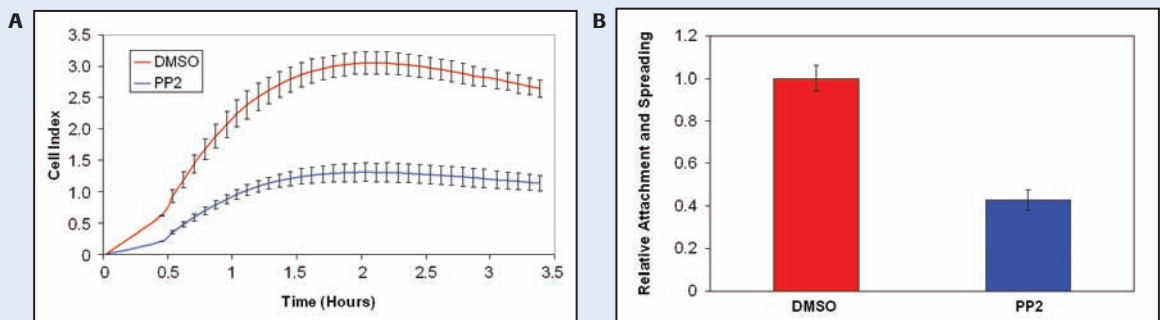 A
Cell Index
3.5
3.0
2.5
2.0
1.5
1.0
0.5
0
DMSO
PP2
0 0.5 1 1.5 2 2.5 3 3.5
Time (Hours)
B
Relative Attachment and Spreading
1.2
1.0
0.8
0.6
0.4
0.2
0
DMSO PP2